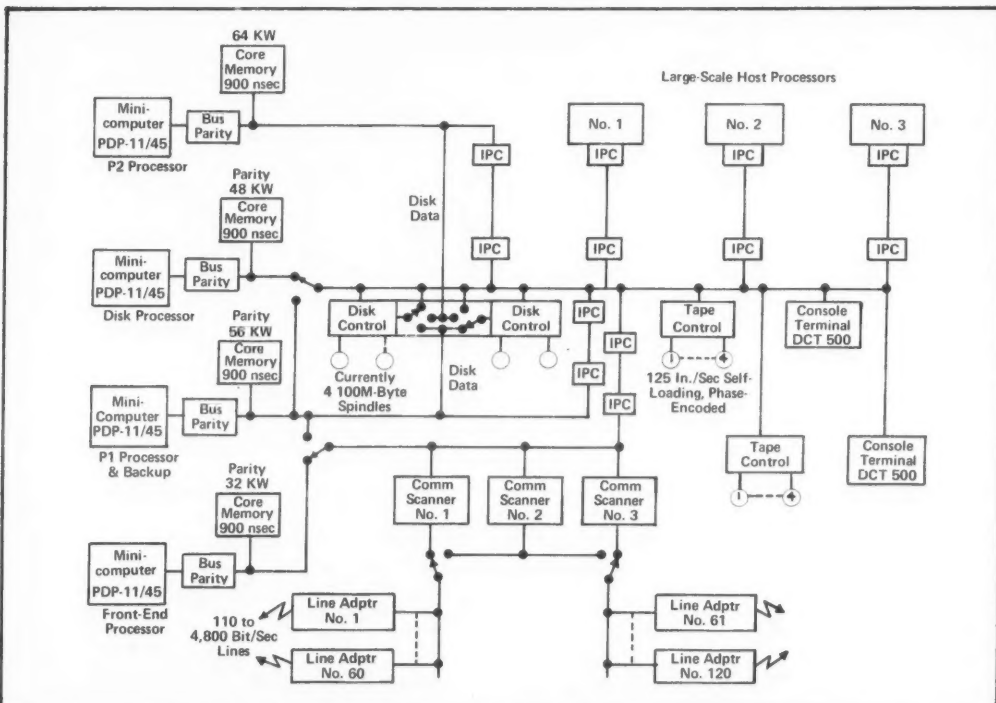 64 KW
Core
Memory
900 nsec
Mini-
computer
PDP-11/45
Bus
Parity
P2 Processor
Large-Scale Host Processors
No. 1
No. 2
No. 3
IPC
IPC
IPC
IPC
IPC
IPC
IPC
IPC
Disk
Data
Parity
48 KW
Core
Memory
900 nsec
Mini-
computer
PDP-11/45
Bus
Parity
Disk Processor
Disk
Control
Disk
Control
Currently
4 100M-Byte
Spindles
Disk
Data
IPC
IPC
IPC
IPC
Tape
Control
1
4
125 In./Sec Self-
Loading, Phase-
Encoded
Console
Terminal
DCT 500
Parity
56 KW
Core
Memory
900 nsec
Mini-
Computer
PDP-11/45
Bus
Parity
P1 Processor
& Backup
Tape
Control
1
4
Console
Terminal
DCT 500
Parity
32 KW
Core
Memory
900 nsec
Mini-
computer
PDP-11/45
Bus
Parity
Front-End
Processor
Comm
Scanner
No. 1
Comm
Scanner
No. 2
Comm
Scanner
No. 3
110 to
4,800 Bit/Sec
Lines
Line Adptr
No. 1
Line Adptr
No. 60
Line Adptr
No. 61
Line Adptr
No. 120